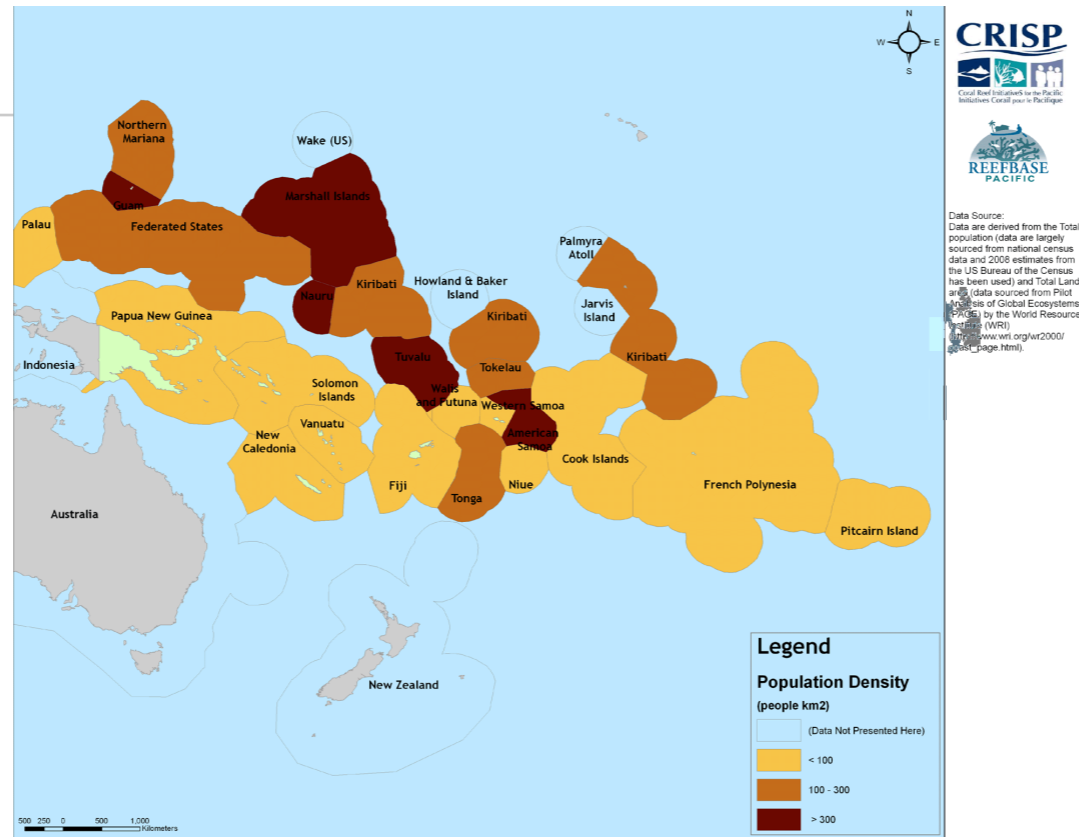 N
W
E
S
CRISP
Coral Reef InitiativeS for the Pacific
Initiatives Corail pour le Pacifique
REEFBASE
PACIFIC
Northern
Mariana
Wake (US)
Guam
Marshall Islands
Palau
Federated States
Palmyra
Atoll
Howland & Baker
Island
Jarvis
Island
Nauru
Kiribati
Kiribati
Kiribati
Papua New Guinea
Indonesia
Tuvalu
Tokelau
Solomon
Islands
Walls
and Futuna
Western Samoa
Vanuatu
American
Samoa
New
Caledonia
Cook Islands
Fiji
Tonga
Niue
French Polynesia
Pitcairn Island
Australia
New Zealand
Data Source:
Data are derived from the Total
population (data are largely
sourced from national census
data and 2008 estimates from
the US Bureau of the Census
has been used) and Total Land
area (data sourced from Pilot
Analysis of Global Ecosystems
(PAGE) by the World Resource
(WRI)
page.html).
Legend
Population Density
(people km2)
(Data Not Presented Here)
< 100
100 - 300
> 300
500 250 0 500 1,000
Kilometers